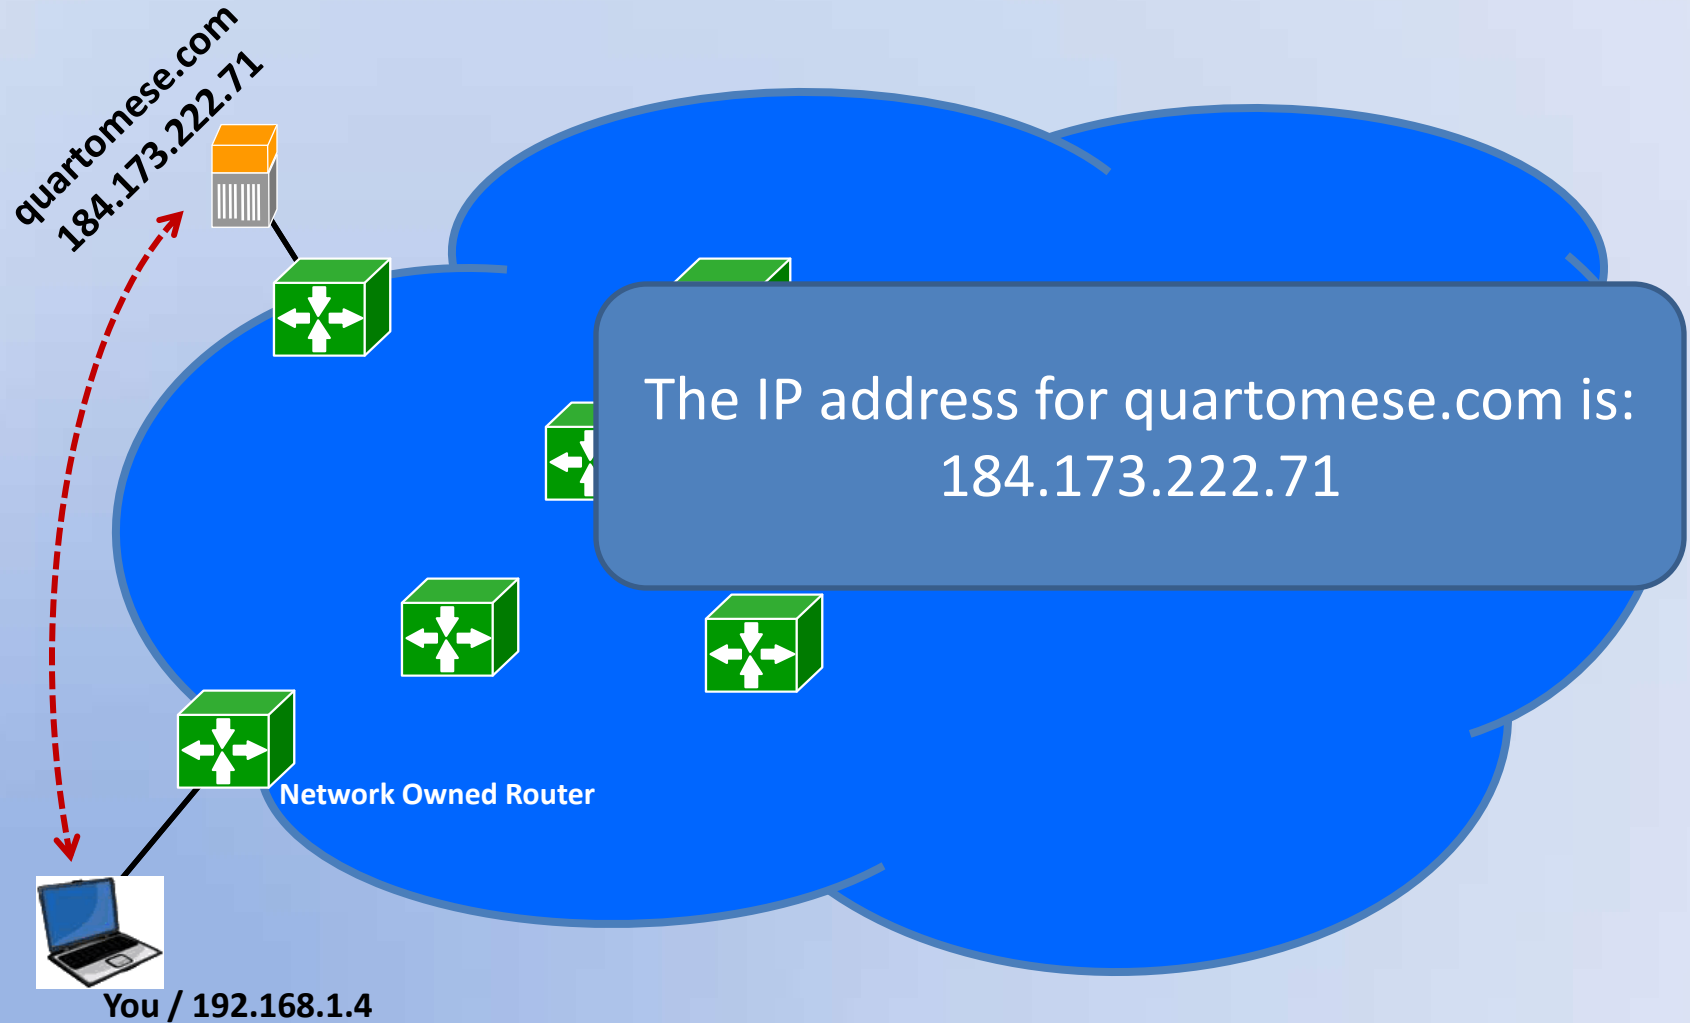 quartomese.com
184.173.222.71
The IP address for quartomese.com is:
184.173.222.71
Network Owned Router
You / 192.168.1.4